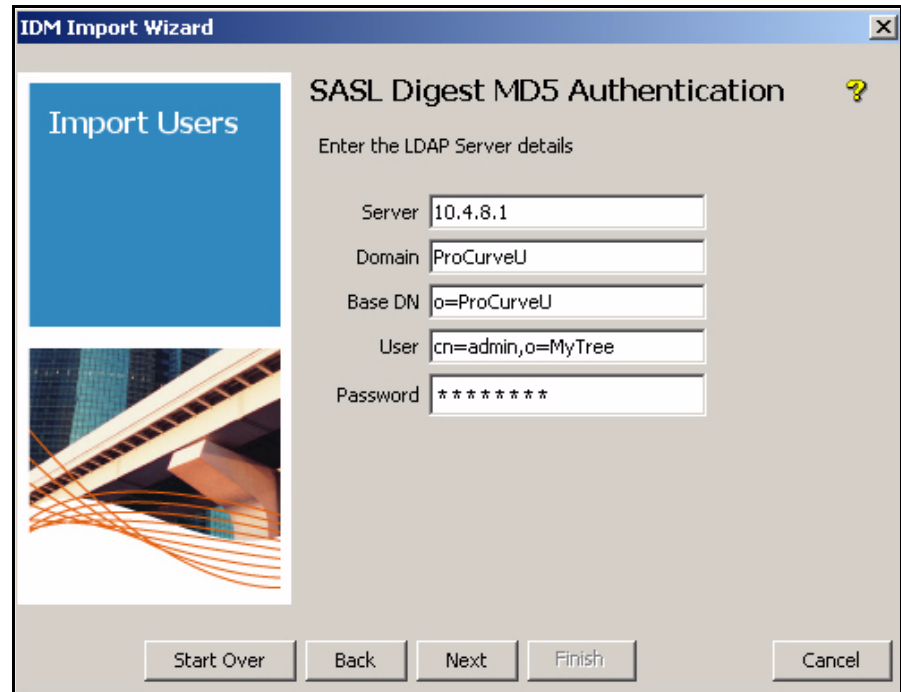 IDM Import Wizard
Import Users
SASL Digest MD5 Authentication
Enter the LDAP Server details
Server 10.4.8.1
Domain ProCurveU
Base DN o=ProCurveU
User cn=admin,o=MyTree
Password ********
Start Over Back Next Finish Cancel